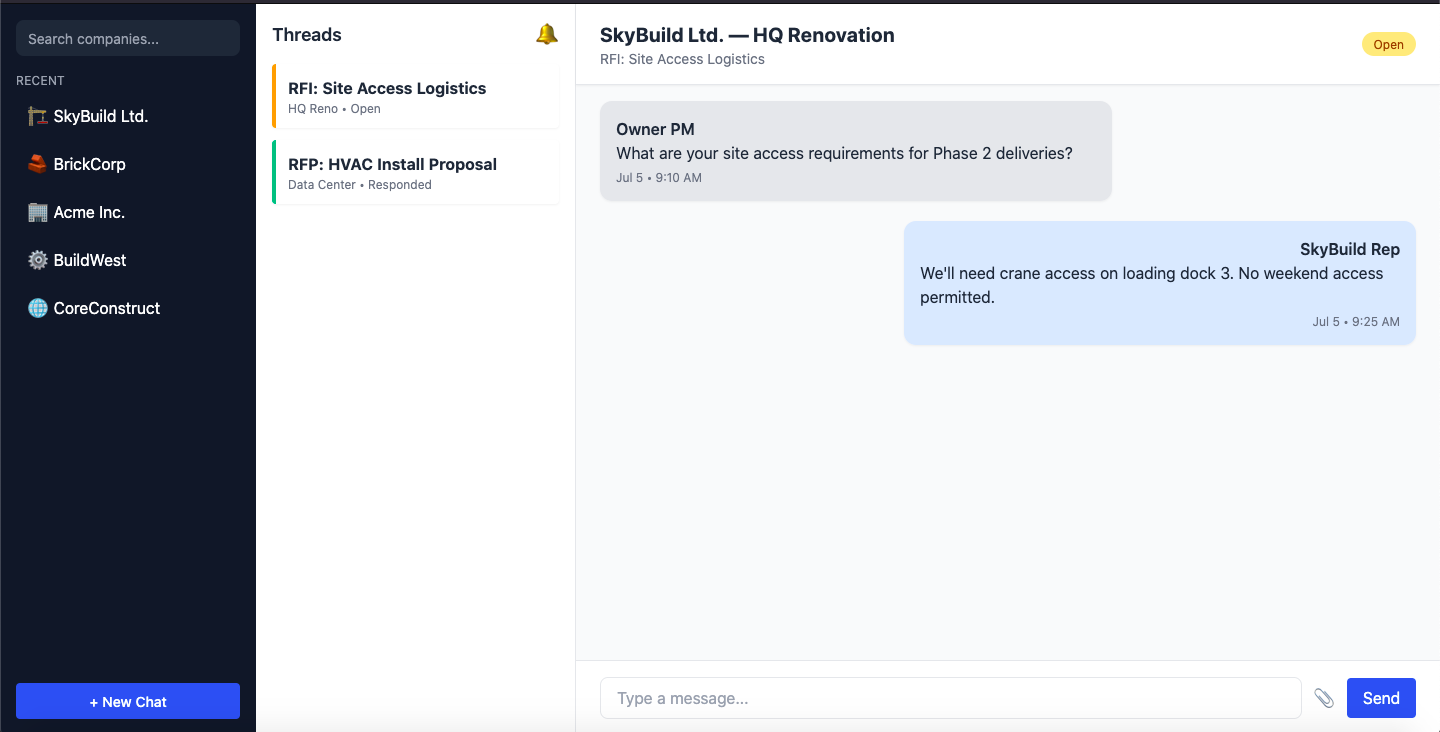 Search companies...
RECENT
SkyBuild Ltd.
BrickCorp
Acme Inc.
BuildWest
CoreConstruct
+ New Chat
Threads
RFI: Site Access Logistics
HQ Reno • Open
RFP: HVAC Install Proposal
Data Center • Responded
SkyBuild Ltd. — HQ Renovation
RFI: Site Access Logistics
Open
Owner PM
What are your site access requirements for Phase 2 deliveries?
Jul 5 • 9:10 AM
SkyBuild Rep
We'll need crane access on loading dock 3. No weekend access
permitted.
Jul 5 • 9:25 AM
Type a message...
Send